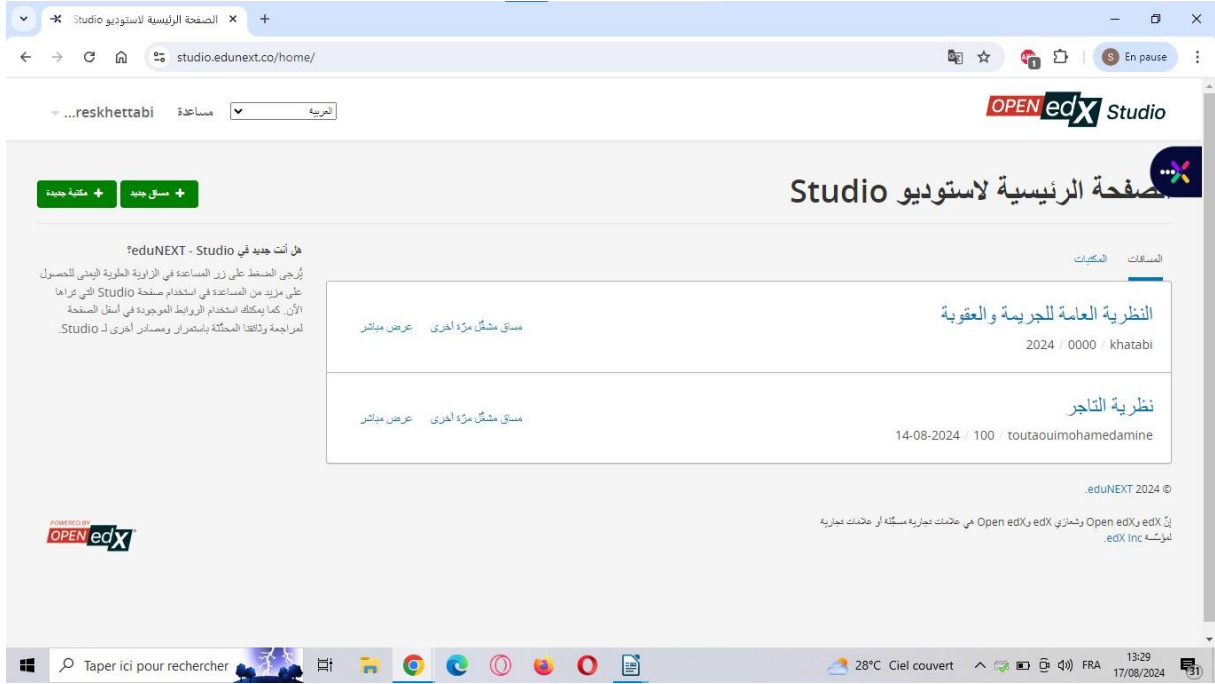 الصفحة الرئيسية لاستوديو Studio
studio.edunext.co/home/
En pause
OPEN edX Studio
العربية
مساعدة
reskhettabi...
الصفحة الرئيسية لاستوديو Studio
+ مساق جديد
+ مكتبة جديدة
المساقات المكتبات
النظرية العامة للجريمة والعقوبة
khatabi / 0000 / 2024
مساق مشغَّل مرّة أخرى عرض مباشر
نظرية التاجر
toutaouimohamedamine / 100 / 14-08-2024
مساق مشغَّل مرّة أخرى عرض مباشر
هل أنت جديد في eduNEXT - Studio؟
يُرجى الضغط على زر المساعدة في الزاوية العلوية اليمنى للحصول
على مزيد من المساعدة في استخدام صفحة Studio التي تراها
الآن. كما يمكنك استخدام الروابط الموجودة في أسفل الصفحة
لمراجعة وثائقنا المحدَّثة باستمرار ومصادر أخرى لـ Studio.
© 2024 eduNEXT.
إنّ edX وOpen edX وشعارَي edX وOpen edX هي علامات تجارية مسجَّلة أو علامات تجارية
لمؤسَّسة edX Inc.
POWERED BY
OPEN edX
Taper ici pour rechercher
28°C Ciel couvert
FRA
13:29
17/08/2024
31